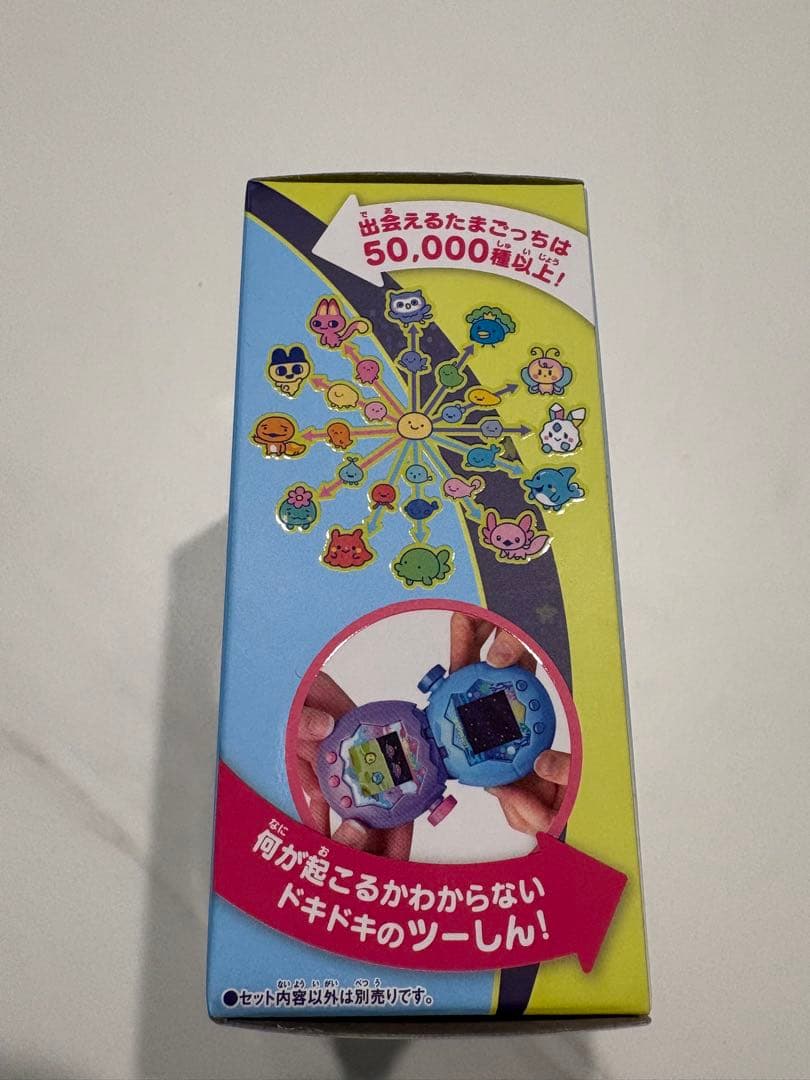 出会えるたまごっちは
50,000種以上!
何が起こるかわからない
ドキドキのツーしん!
●セット内容以外は別売りです。